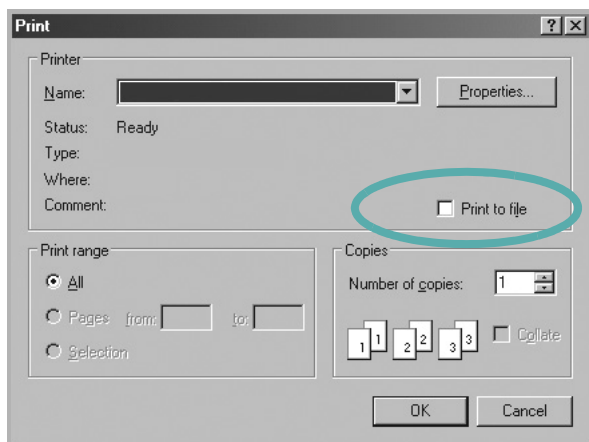 Print ? ×
Printer
Name: Properties...
Status: Ready
Type:
Where:
Comment: Print to file
Print range
All
Pages from: to:
Selection
Copies
Number of copies: 1
1 1 2 2 3 3 Collate
OK Cancel